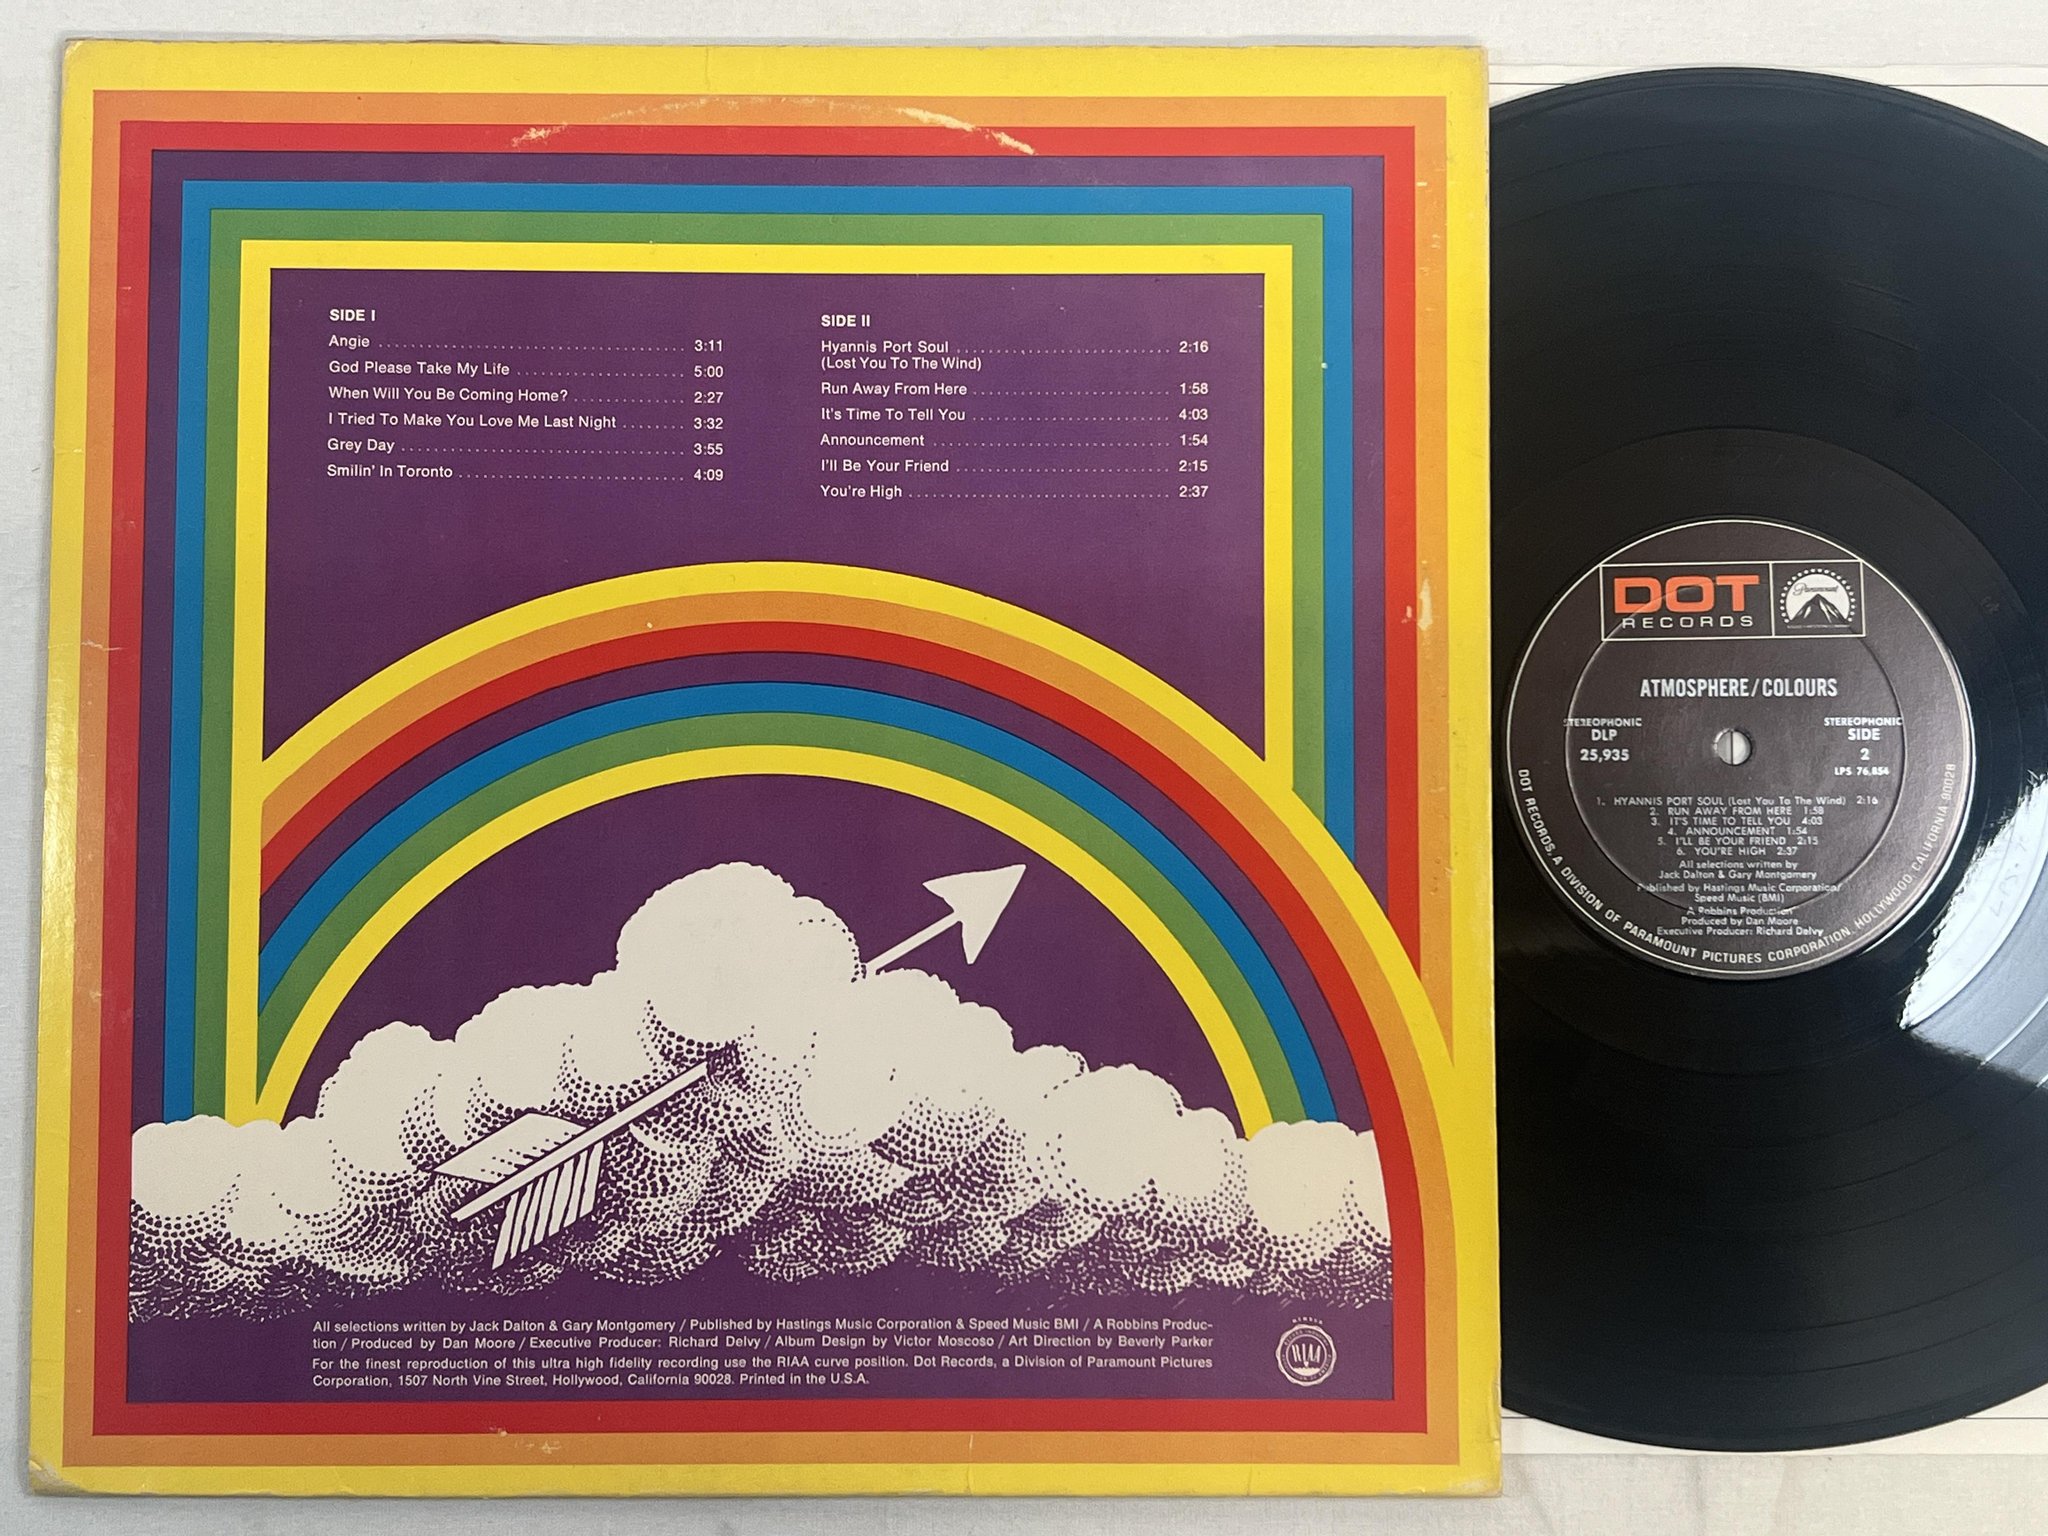 SIDE I
Angie 3:11
God Please Take My Life 5:00
When Will You Be Coming Home? 2:27
I Tried To Make You Love Me Last Night 3:32
Grey Day 3:55
Smilin' In Toronto 4:09
SIDE II
Hyannis Port Soul 2:16
(Lost You To The Wind)
Run Away From Here 1:58
It's Time To Tell You 4:03
Announcement 1:54
I'll Be Your Friend 2:15
You're High 2:37
All selections written by Jack Dalton & Gary Montgomery / Published by Hastings Music Corporation & Speed Music BMI / A Robbins Produc-
tion / Produced by Dan Moore / Executive Producer: Richard Delvy / Album Design by Victor Moscoso / Art Direction by Beverly Parker
For the finest reproduction of this ultra high fidelity recording use the RIAA curve position. Dot Records, a Division of Paramount Pictures
Corporation, 1507 North Vine Street, Hollywood, California 90028. Printed in the U.S.A.
MEMBER
RIAA
DOT
RECORDS
Paramount
ATMOSPHERE/COLOURS
STEREOPHONIC
DLP
25,935
STEREOPHONIC
SIDE
2
LPS 76,854
1. HYANNIS PORT SOUL (Lost You To The Wind) 2:16
2. RUN AWAY FROM HERE 1:58
3. IT'S TIME TO TELL YOU 4:03
4. ANNOUNCEMENT 1:54
5. I'LL BE YOUR FRIEND 2:15
6. YOU'RE HIGH 2:37
All selections written by
Jack Dalton & Gary Montgomery
Published by Hastings Music Corporation/
Speed Music (BMI)
A Robbins Production
Produced by Dan Moore
Executive Producer: Richard Delvy
DOT RECORDS, A DIVISION OF PARAMOUNT PICTURES CORPORATION, HOLLYWOOD, CALIFORNIA 90028